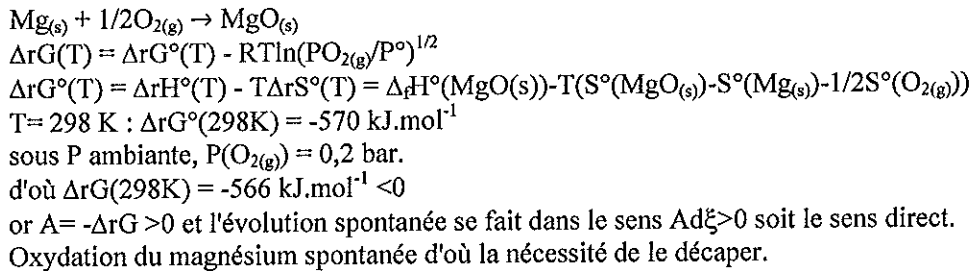 Mg(s) + 1/2O2(g) → MgO(s)
ΔrG(T) = ΔrG°(T) - RTln(PO2(g)/P°)^1/2
ΔrG°(T) = ΔrH°(T) - TΔrS°(T) = ΔfH°(MgO(s))-T(S°(MgO(s))-S°(Mg(s))-1/2S°(O2(g)))
T= 298 K : ΔrG°(298K) = -570 kJ.mol-1
sous P ambiante, P(O2(g)) = 0,2 bar.
d'où ΔrG(298K) = -566 kJ.mol-1 <0
or A= -ΔrG >0 et l'évolution spontanée se fait dans le sens Adξ>0 soit le sens direct.
Oxydation du magnésium spontanée d'où la nécessité de le décaper.